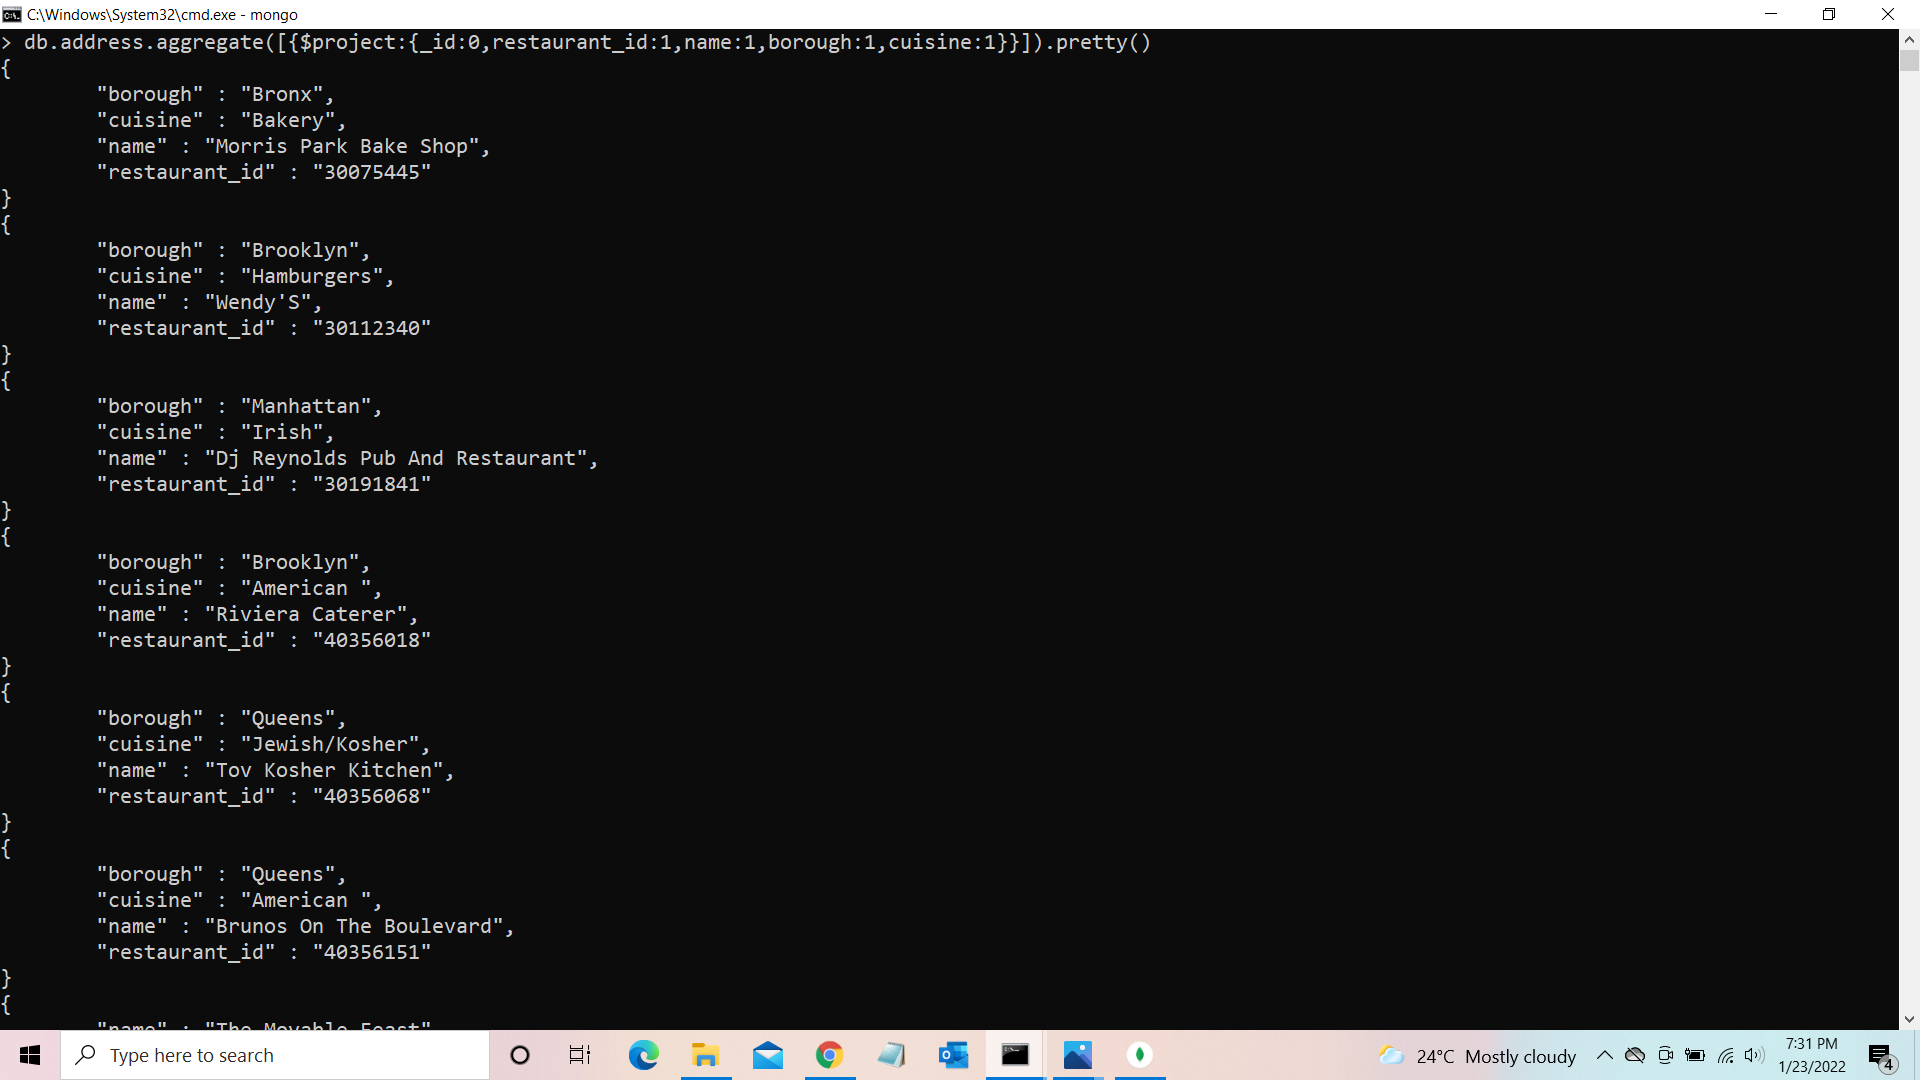 C:\Windows\System32\cmd.exe - mongo
> db.address.aggregate([{$project:{_id:0,restaurant_id:1,name:1,borough:1,cuisine:1}}]).pretty()
{
"borough" : "Bronx",
"cuisine" : "Bakery",
"name" : "Morris Park Bake Shop",
"restaurant_id" : "30075445"
}
{
"borough" : "Brooklyn",
"cuisine" : "Hamburgers",
"name" : "Wendy'S",
"restaurant_id" : "30112340"
}
{
"borough" : "Manhattan",
"cuisine" : "Irish",
"name" : "Dj Reynolds Pub And Restaurant",
"restaurant_id" : "30191841"
}
{
"borough" : "Brooklyn",
"cuisine" : "American ",
"name" : "Riviera Caterer",
"restaurant_id" : "40356018"
}
{
"borough" : "Queens",
"cuisine" : "Jewish/Kosher",
"name" : "Tov Kosher Kitchen",
"restaurant_id" : "40356068"
}
{
"borough" : "Queens",
"cuisine" : "American ",
"name" : "Brunos On The Boulevard",
"restaurant_id" : "40356151"
}
{
"name" : "The Movable Feast"
Type here to search
24°C Mostly cloudy
7:31 PM
1/23/2022
4